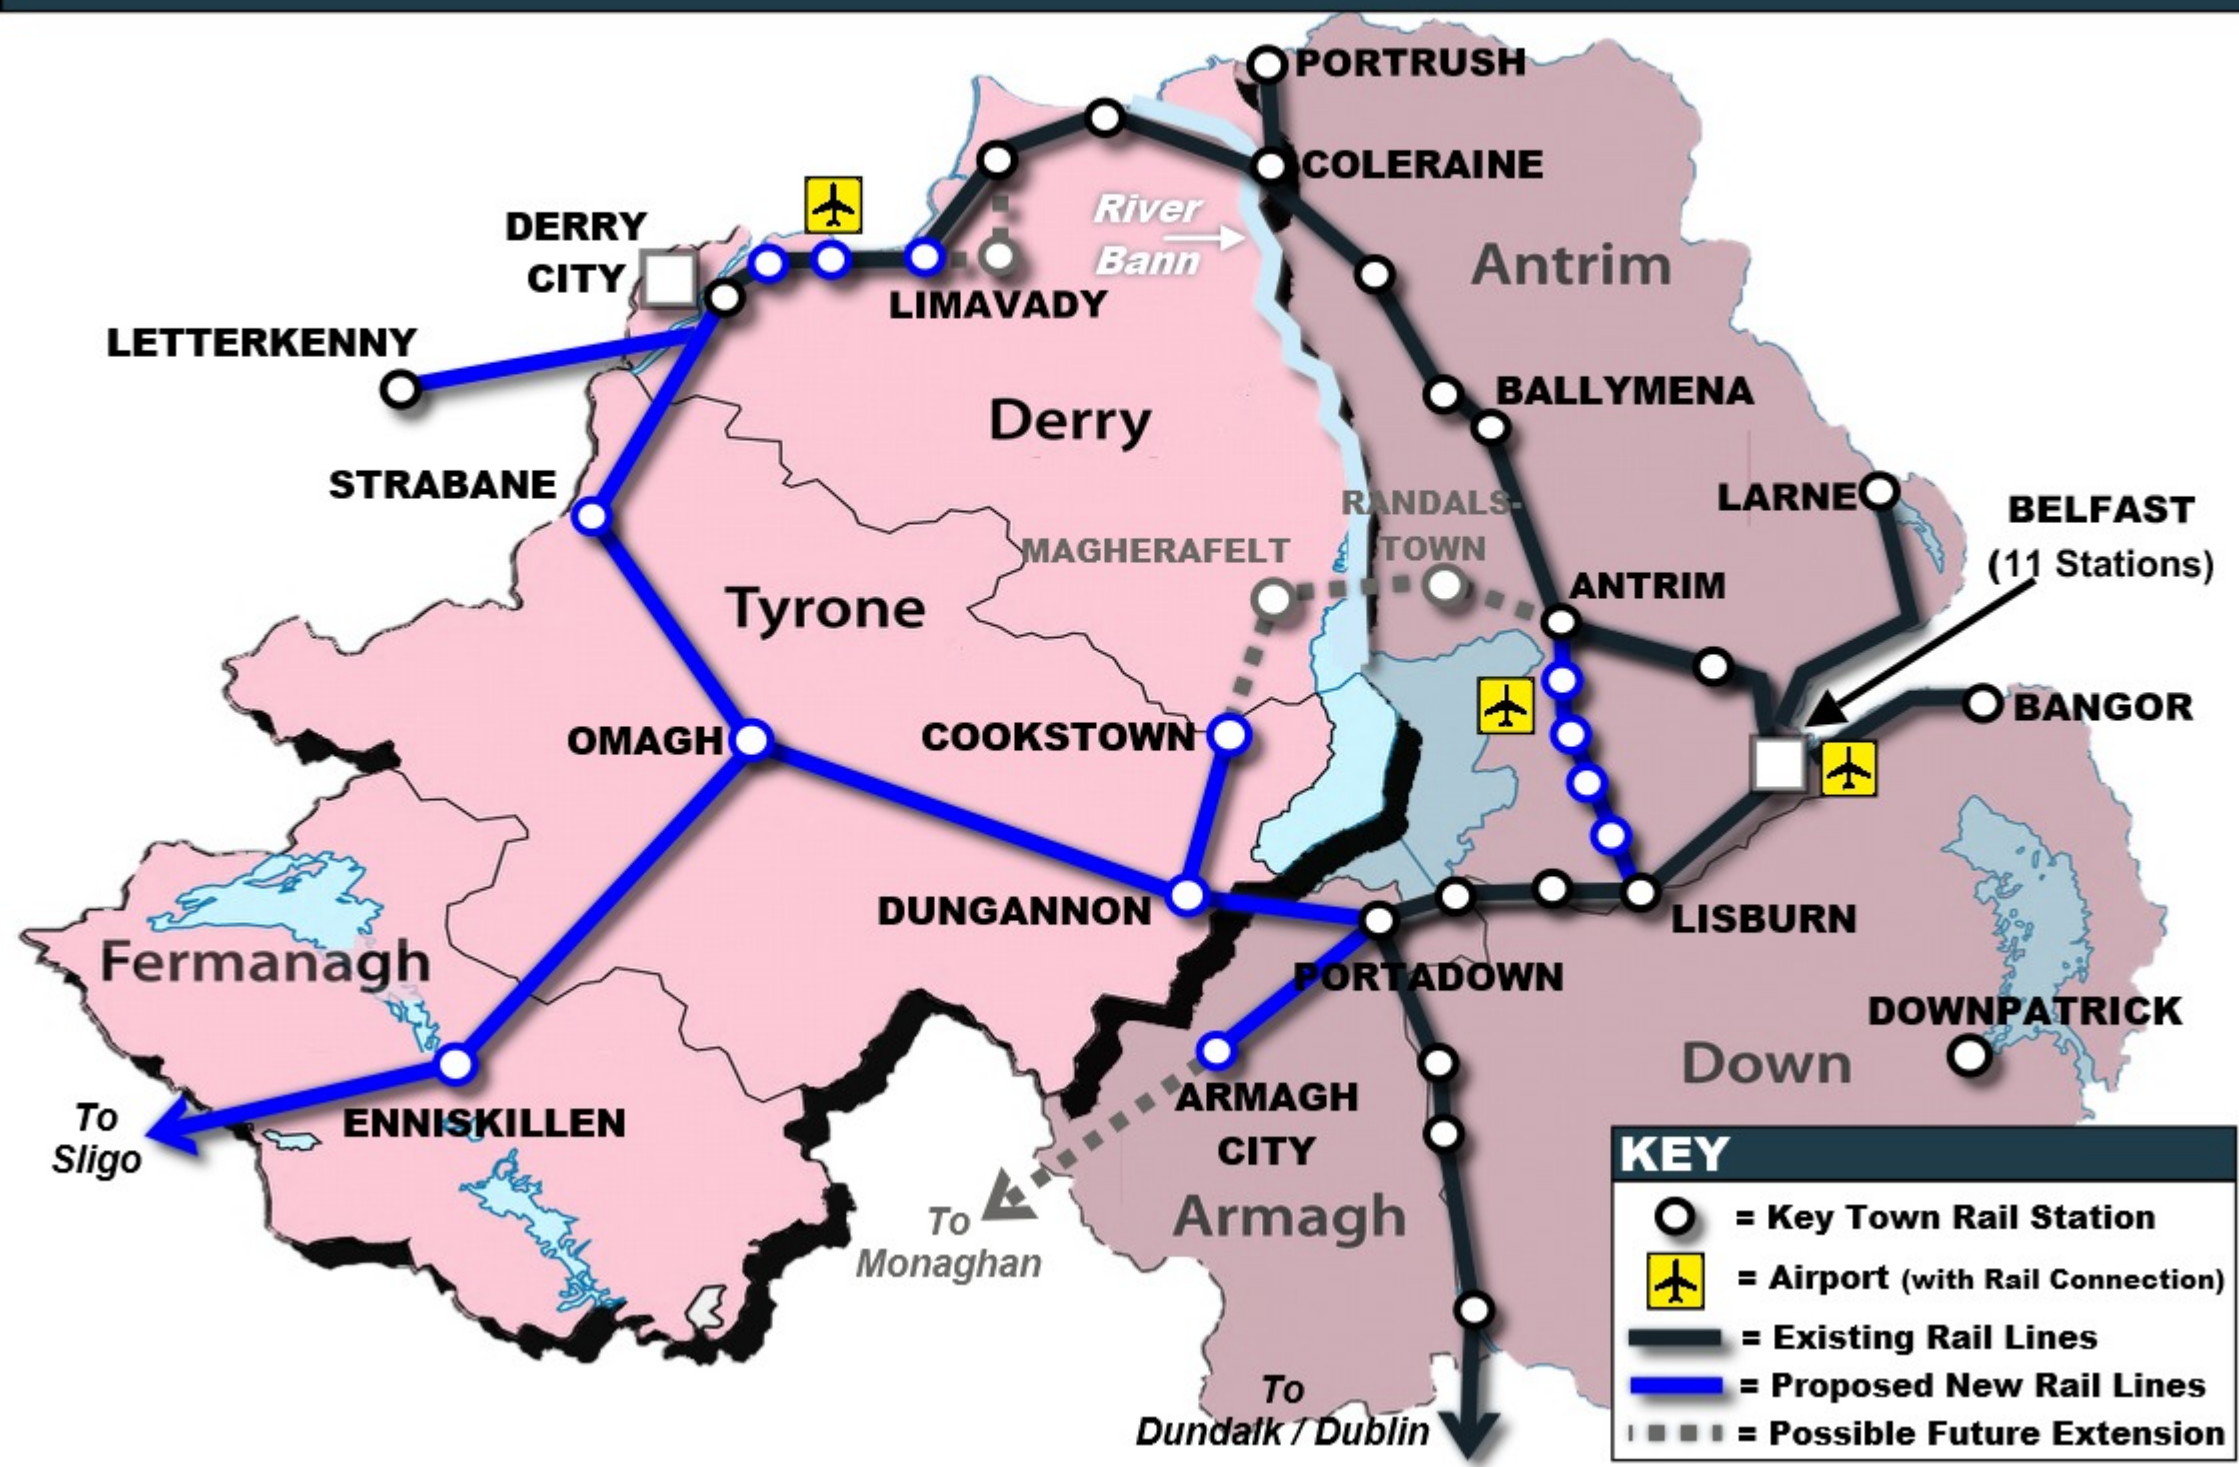 PORTRUSH
COLERAINE
River
Bann
DERRY
CITY
Antrim
LIMAVADY
LETTERKENNY
BALLYMENA
Derry
STRABANE
RANDALS-
TOWN
LARNE
BELFAST
(11 Stations)
MAGHERAFELT
Tyrone
ANTRIM
OMAGH
COOKSTOWN
BANGOR
DUNGANNON
LISBURN
Fermanagh
PORTADOWN
DOWNPATRICK
Down
To
Sligo
ENNISKILLEN
ARMAGH
CITY
Armagh
To
Monaghan
To
Dundalk / Dublin
KEY
= Key Town Rail Station
= Airport (with Rail Connection)
= Existing Rail Lines
= Proposed New Rail Lines
= Possible Future Extension